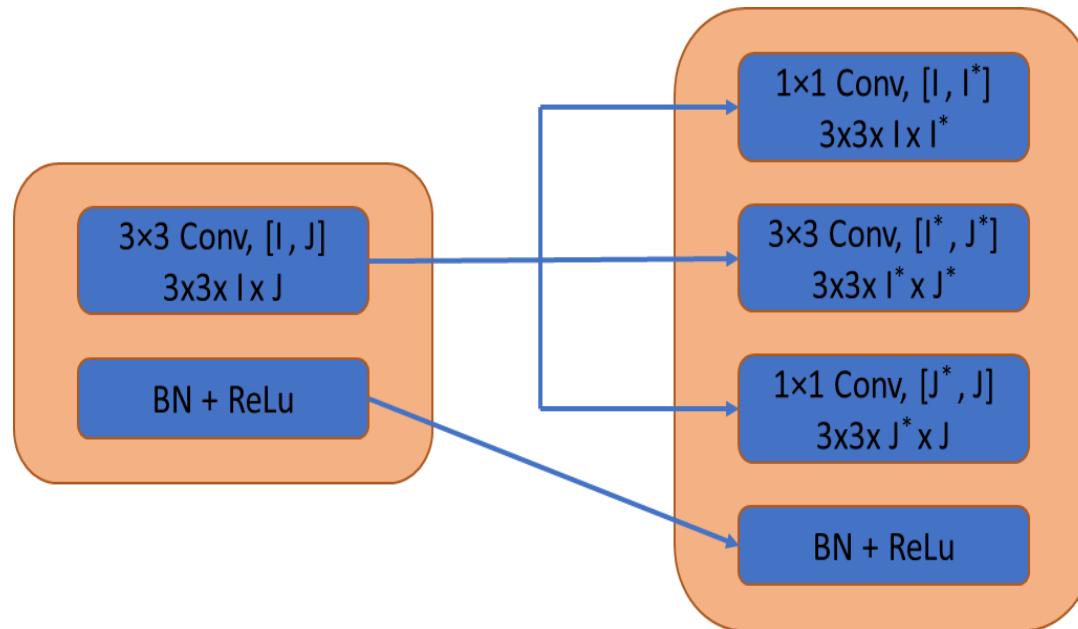 3×3 Conv, [I , J]
3x3x I x J
BN + ReLu
1×1 Conv, [I , I*]
3x3x I x I*
3×3 Conv, [I* , J*]
3x3x I* x J*
1×1 Conv, [J* , J]
3x3x J* x J
BN + ReLu